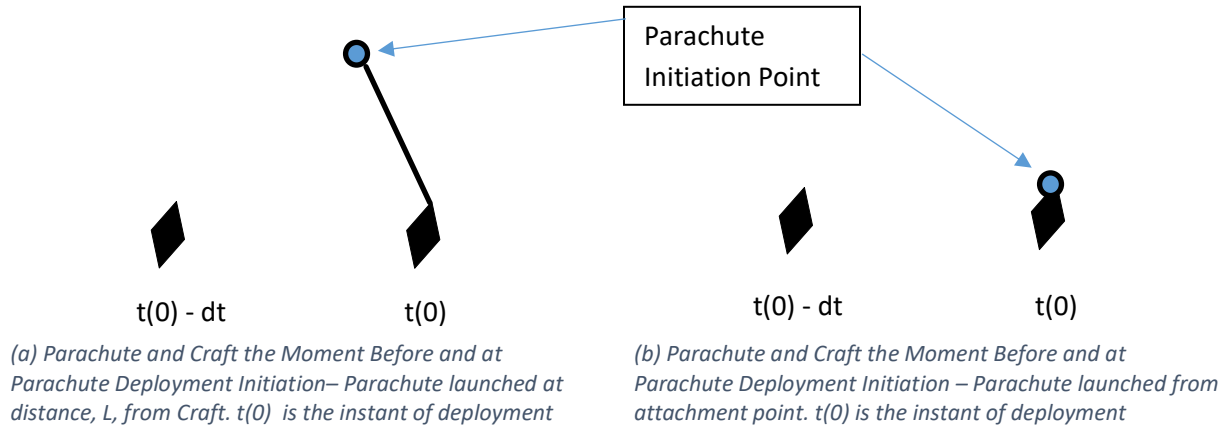 Parachute
Initiation Point
t(0) - dt
t(0)
t(0) - dt
t(0)
(a) Parachute and Craft the Moment Before and at
Parachute Deployment Initiation– Parachute launched at
distance, L, from Craft. t(0) is the instant of deployment
(b) Parachute and Craft the Moment Before and at
Parachute Deployment Initiation – Parachute launched from
attachment point. t(0) is the instant of deployment